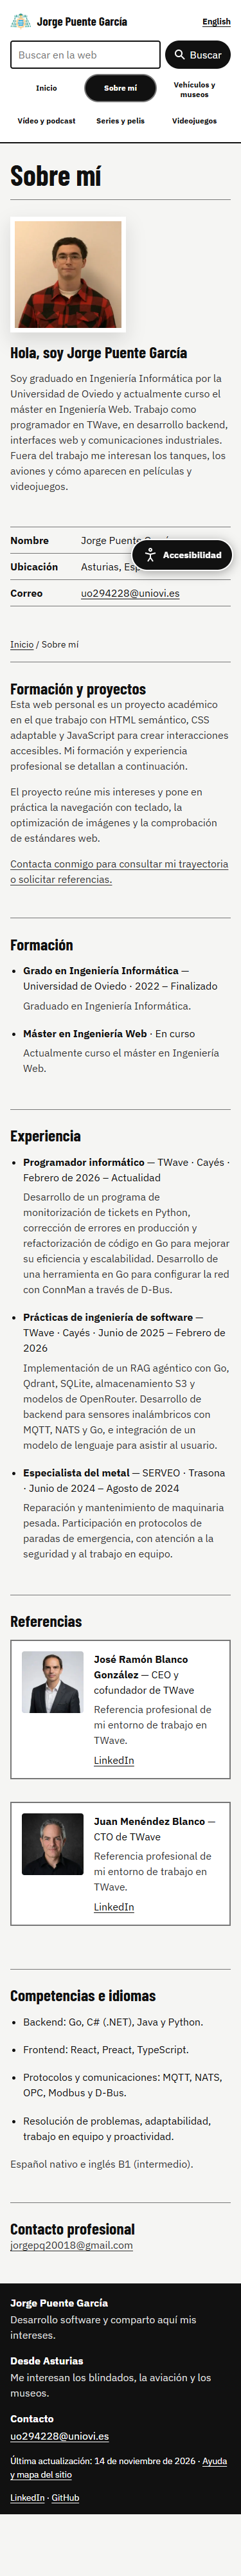 Jorge Puente García
English
Buscar en la web
Buscar
Inicio
Sobre mí
Vehículos y
museos
Vídeo y podcast
Series y pelis
Videojuegos
Sobre mí
Hola, soy Jorge Puente García
Soy graduado en Ingeniería Informática por la
Universidad de Oviedo y actualmente curso el
máster en Ingeniería Web. Trabajo como
programador en TWave, en desarrollo backend,
interfaces web y comunicaciones industriales.
Fuera del trabajo me interesan los tanques, los
aviones y cómo aparecen en películas y
videojuegos.
Nombre
Jorge Puente
Accesibilidad
Ubicación
Asturias,
Correo
uo294228@uniovi.es
Inicio / Sobre mí
Formación y proyectos
Esta web personal es un proyecto académico
en el que trabajo con HTML semántico, CSS
adaptable y JavaScript para crear interacciones
accesibles. Mi formación y experiencia
profesional se detallan a continuación.
El proyecto reúne mis intereses y pone en
práctica la navegación con teclado, la
optimización de imágenes y la comprobación
de estándares web.
Contacta conmigo para consultar mi trayectoria
o solicitar referencias.
Formación
Grado en Ingeniería Informática —
Universidad de Oviedo · 2022 – Finalizado
Graduado en Ingeniería Informática.
Máster en Ingeniería Web · En curso
Actualmente curso el máster en Ingeniería
Web.
Experiencia
Programador informático — TWave · Cayés ·
Febrero de 2026 – Actualidad
Desarrollo de un programa de
monitorización de tickets en Python,
corrección de errores en producción y
refactorización de código en Go para mejorar
su eficiencia y escalabilidad. Desarrollo de
una herramienta en Go para configurar la red
con ConnMan a través de D-Bus.
Prácticas de ingeniería de software —
TWave · Cayés · Junio de 2025 – Febrero de
2026
Implementación de un RAG agéntico con Go,
Qdrant, SQLite, almacenamiento S3 y
modelos de OpenRouter. Desarrollo de
backend para sensores inalámbricos con
MQTT, NATS y Go, e integración de un
modelo de lenguaje para asistir al usuario.
Especialista del metal — SERVEO · Trasona
· Junio de 2024 – Agosto de 2024
Reparación y mantenimiento de maquinaria
pesada. Participación en protocolos de
paradas de emergencia, con atención a la
seguridad y al trabajo en equipo.
Referencias
José Ramón Blanco
González — CEO y
cofundador de TWave
Referencia profesional de
mi entorno de trabajo en
TWave.
LinkedIn
Juan Menéndez Blanco —
CTO de TWave
Referencia profesional de
mi entorno de trabajo en
TWave.
LinkedIn
Competencias e idiomas
Backend: Go, C# (.NET), Java y Python.
Frontend: React, Preact, TypeScript.
Protocolos y comunicaciones: MQTT, NATS,
OPC, Modbus y D-Bus.
Resolución de problemas, adaptabilidad,
trabajo en equipo y proactividad.
Español nativo e inglés B1 (intermedio).
Contacto profesional
jorgepq20018@gmail.com
Jorge Puente García
Desarrollo software y comparto aquí mis
intereses.
Desde Asturias
Me interesan los blindados, la aviación y los
museos.
Contacto
uo294228@uniovi.es
Última actualización: 14 de noviembre de 2026 · Ayuda
y mapa del sitio
LinkedIn · GitHub